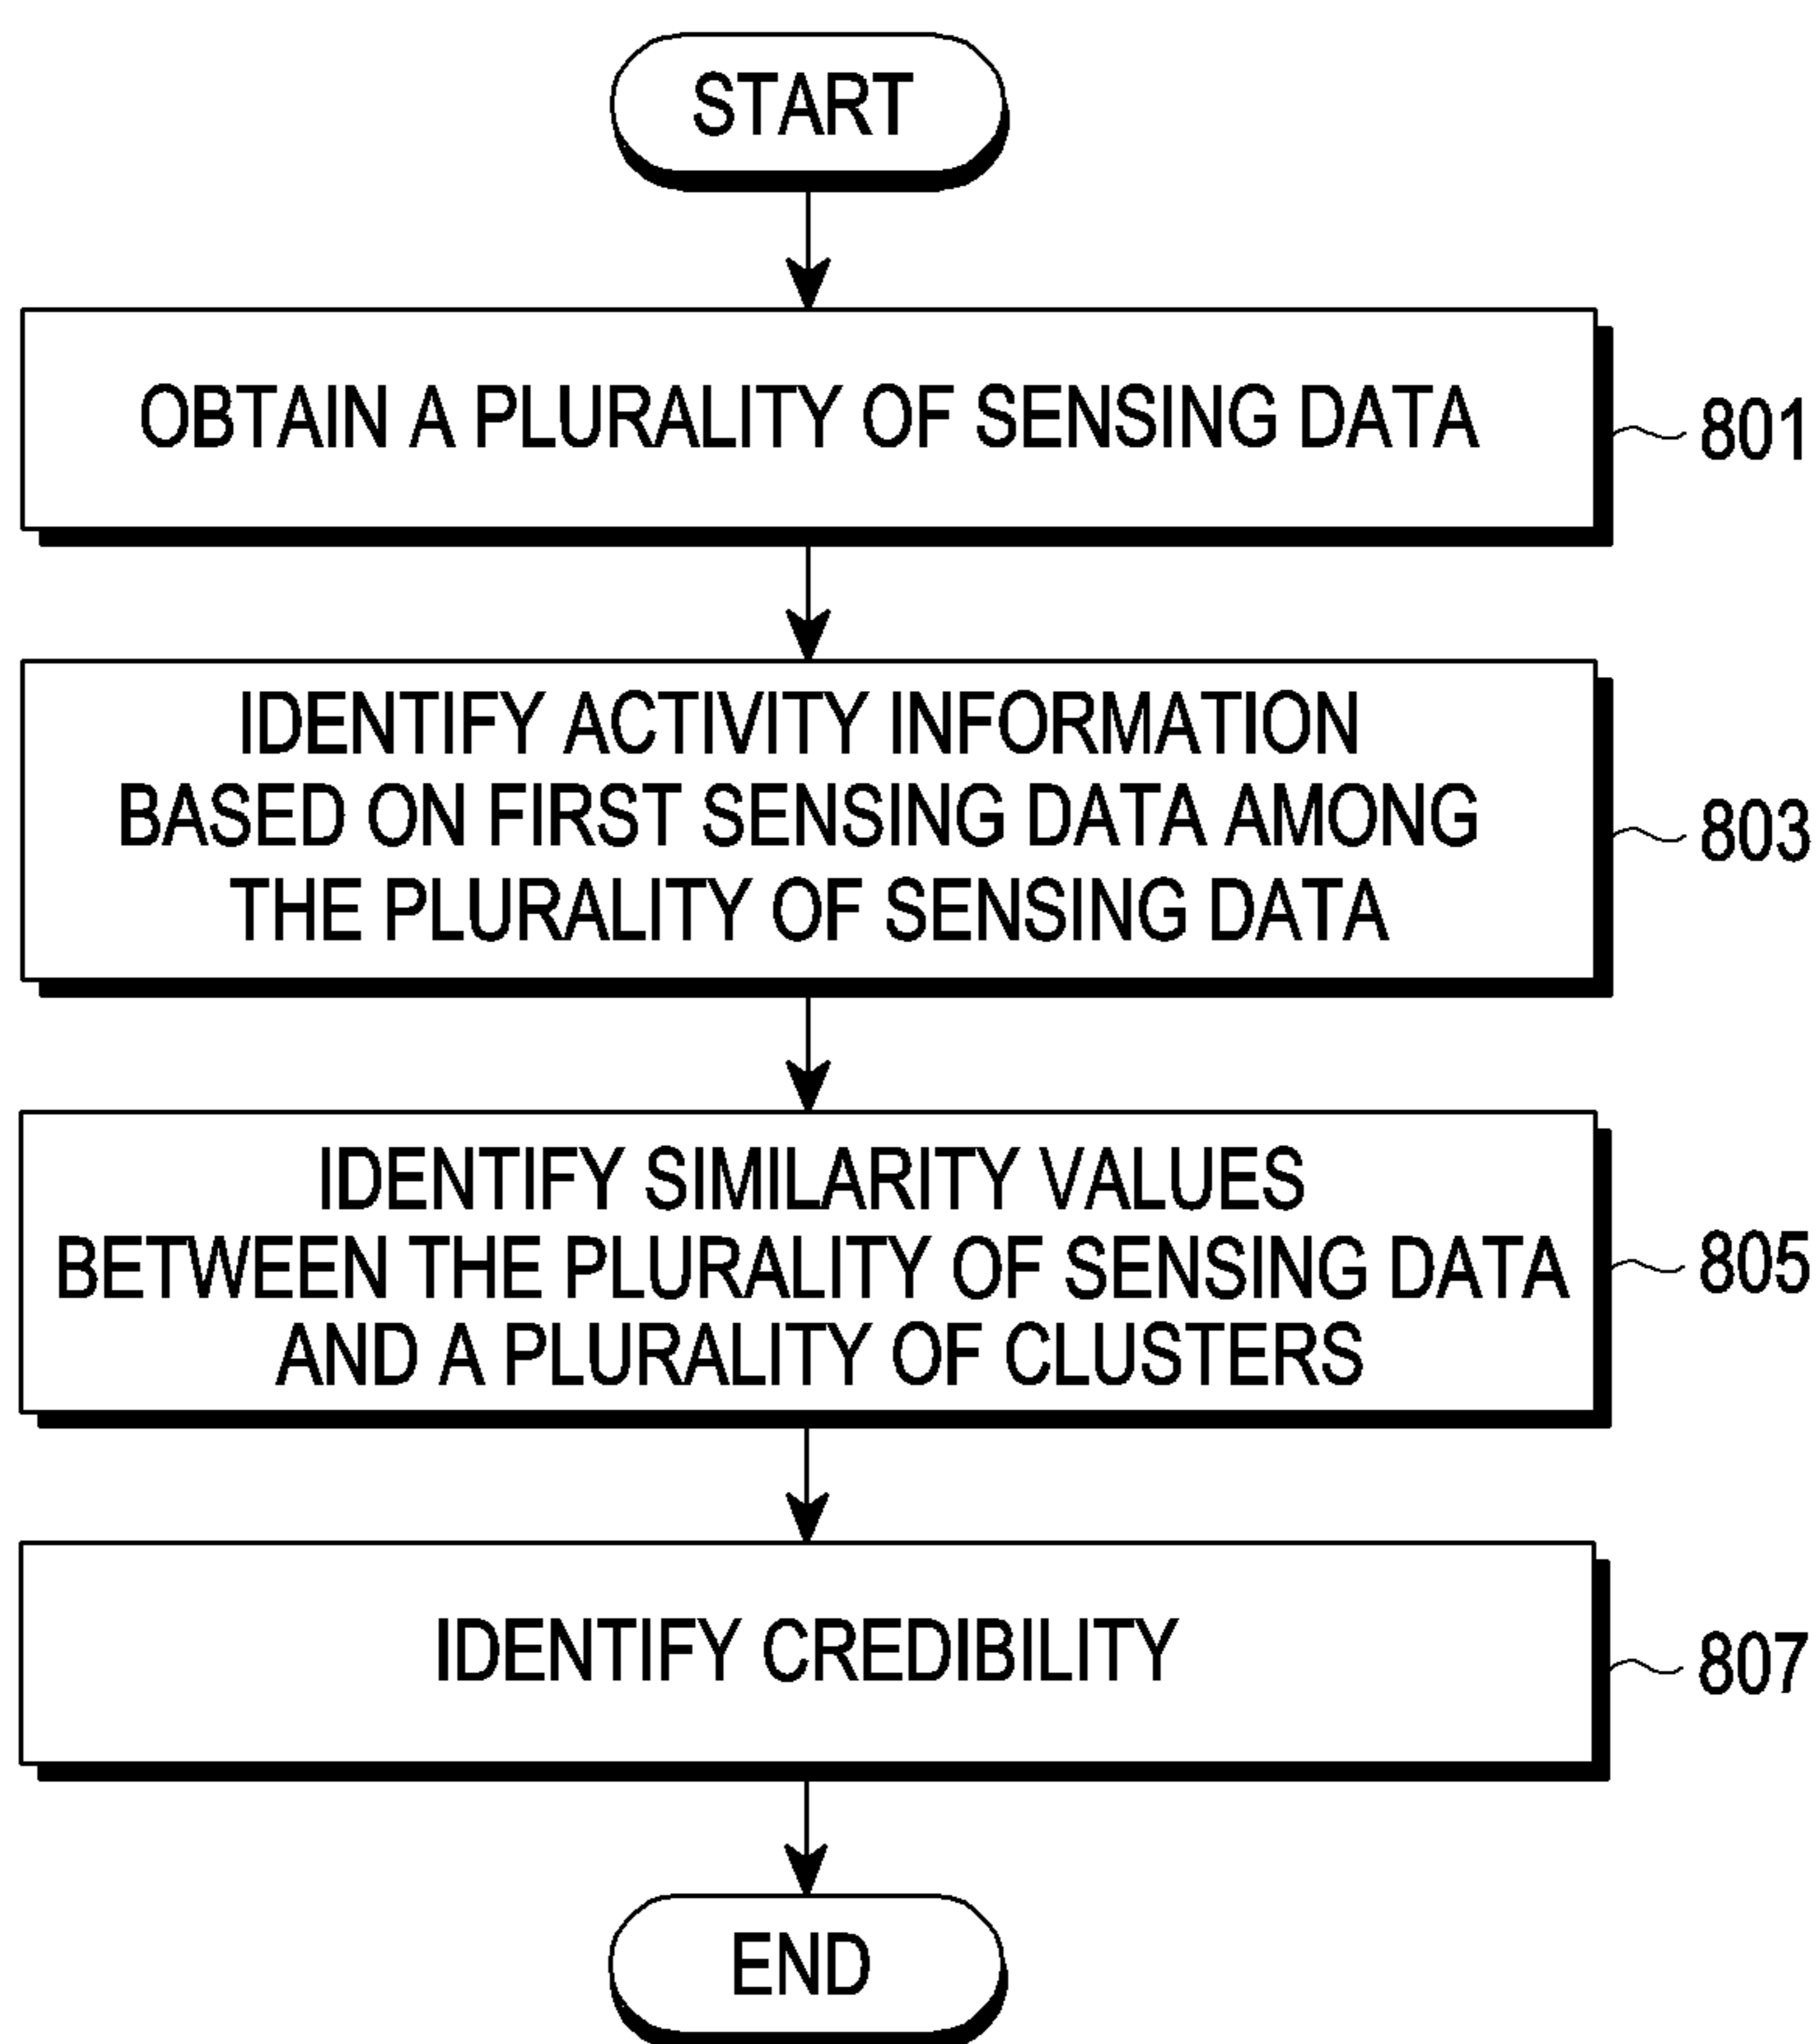 START
OBTAIN A PLURALITY OF SENSING DATA
801
IDENTIFY ACTIVITY INFORMATION
BASED ON FIRST SENSING DATA AMONG
THE PLURALITY OF SENSING DATA
803
IDENTIFY SIMILARITY VALUES
BETWEEN THE PLURALITY OF SENSING DATA
AND A PLURALITY OF CLUSTERS
805
IDENTIFY CREDIBILITY
807
END